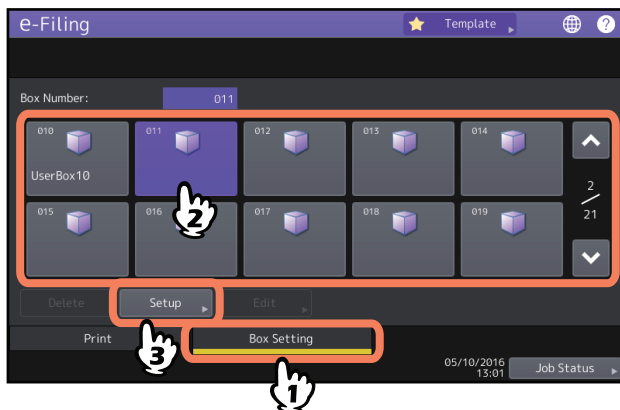 e-Filing
Template
?
Box Number:
011
010
011
012
013
014
UserBox10
2
21
015
016
017
018
019
2
Delete
Setup
Edit
3
Print
Box Setting
1
05/10/2016
13:01
Job Status